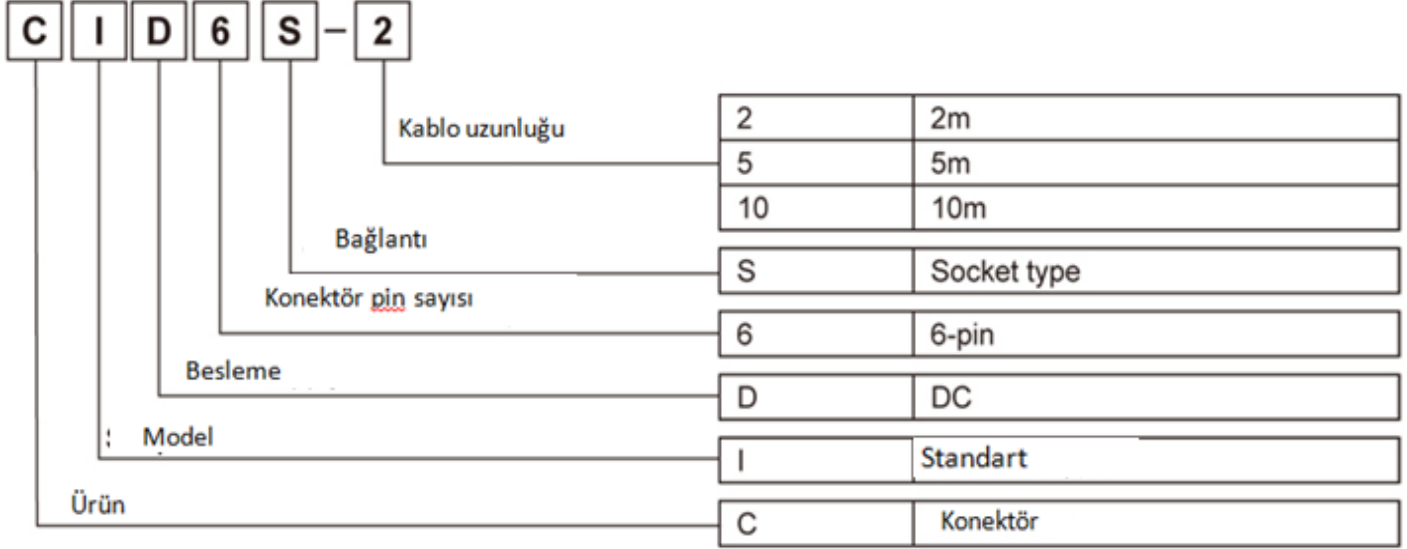 C I D 6 S – 2
Kablo uzunluğu
2 2m
5 5m
10 10m
Bağlantı
S Socket type
Konektör pin sayısı
6 6-pin
Besleme
D DC
Model
I Standart
Ürün
C Konektör